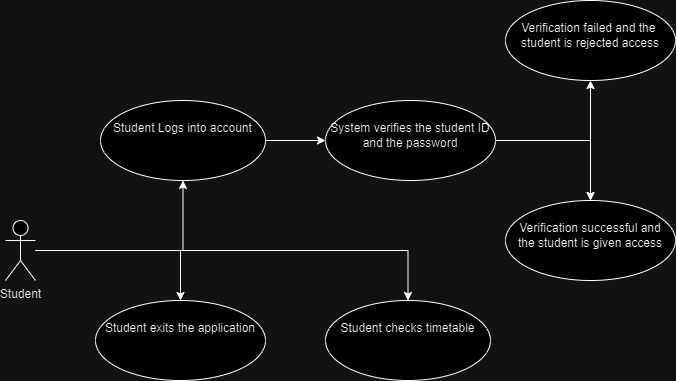 Verification failed and the
student is rejected access
Student Logs into account
System verifies the student ID
and the password
Verification successful and
the student is given access
Student
Student exits the application
Student checks timetable